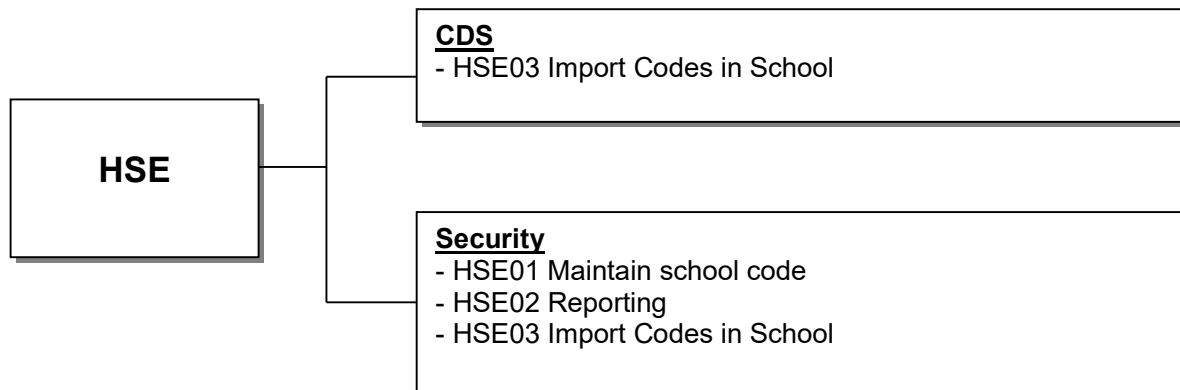 HSE
CDS
- HSE03 Import Codes in School
Security
- HSE01 Maintain school code
- HSE02 Reporting
- HSE03 Import Codes in School